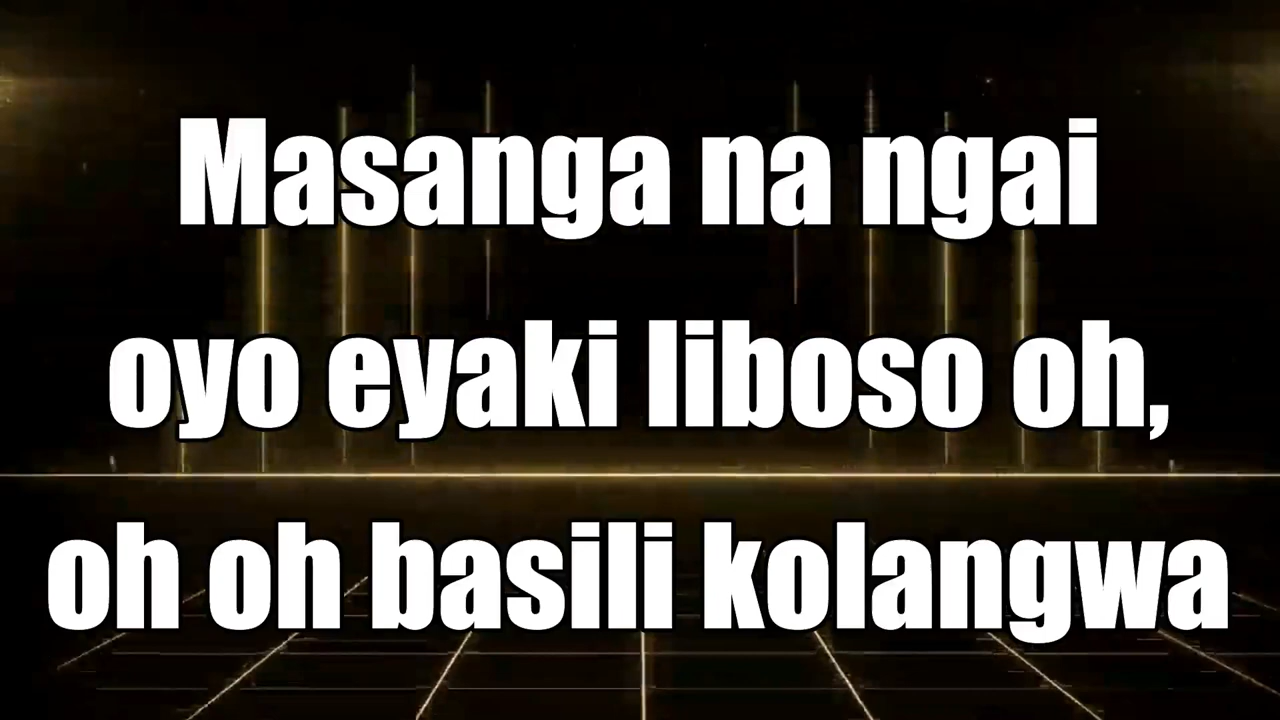 Masanga na ngai
oyo eyaki liboso oh,
oh oh basili kolangwa